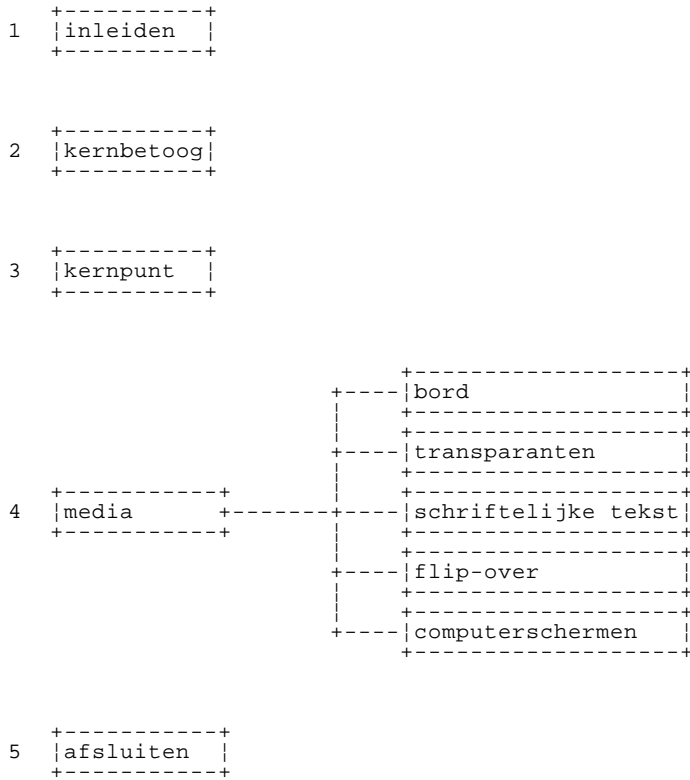 1 inleiden
2 kernbetoog
3 kernpunt
bord
transparanten
4 media
schriftelijke tekst
flip-over
computerschermen
5 afsluiten